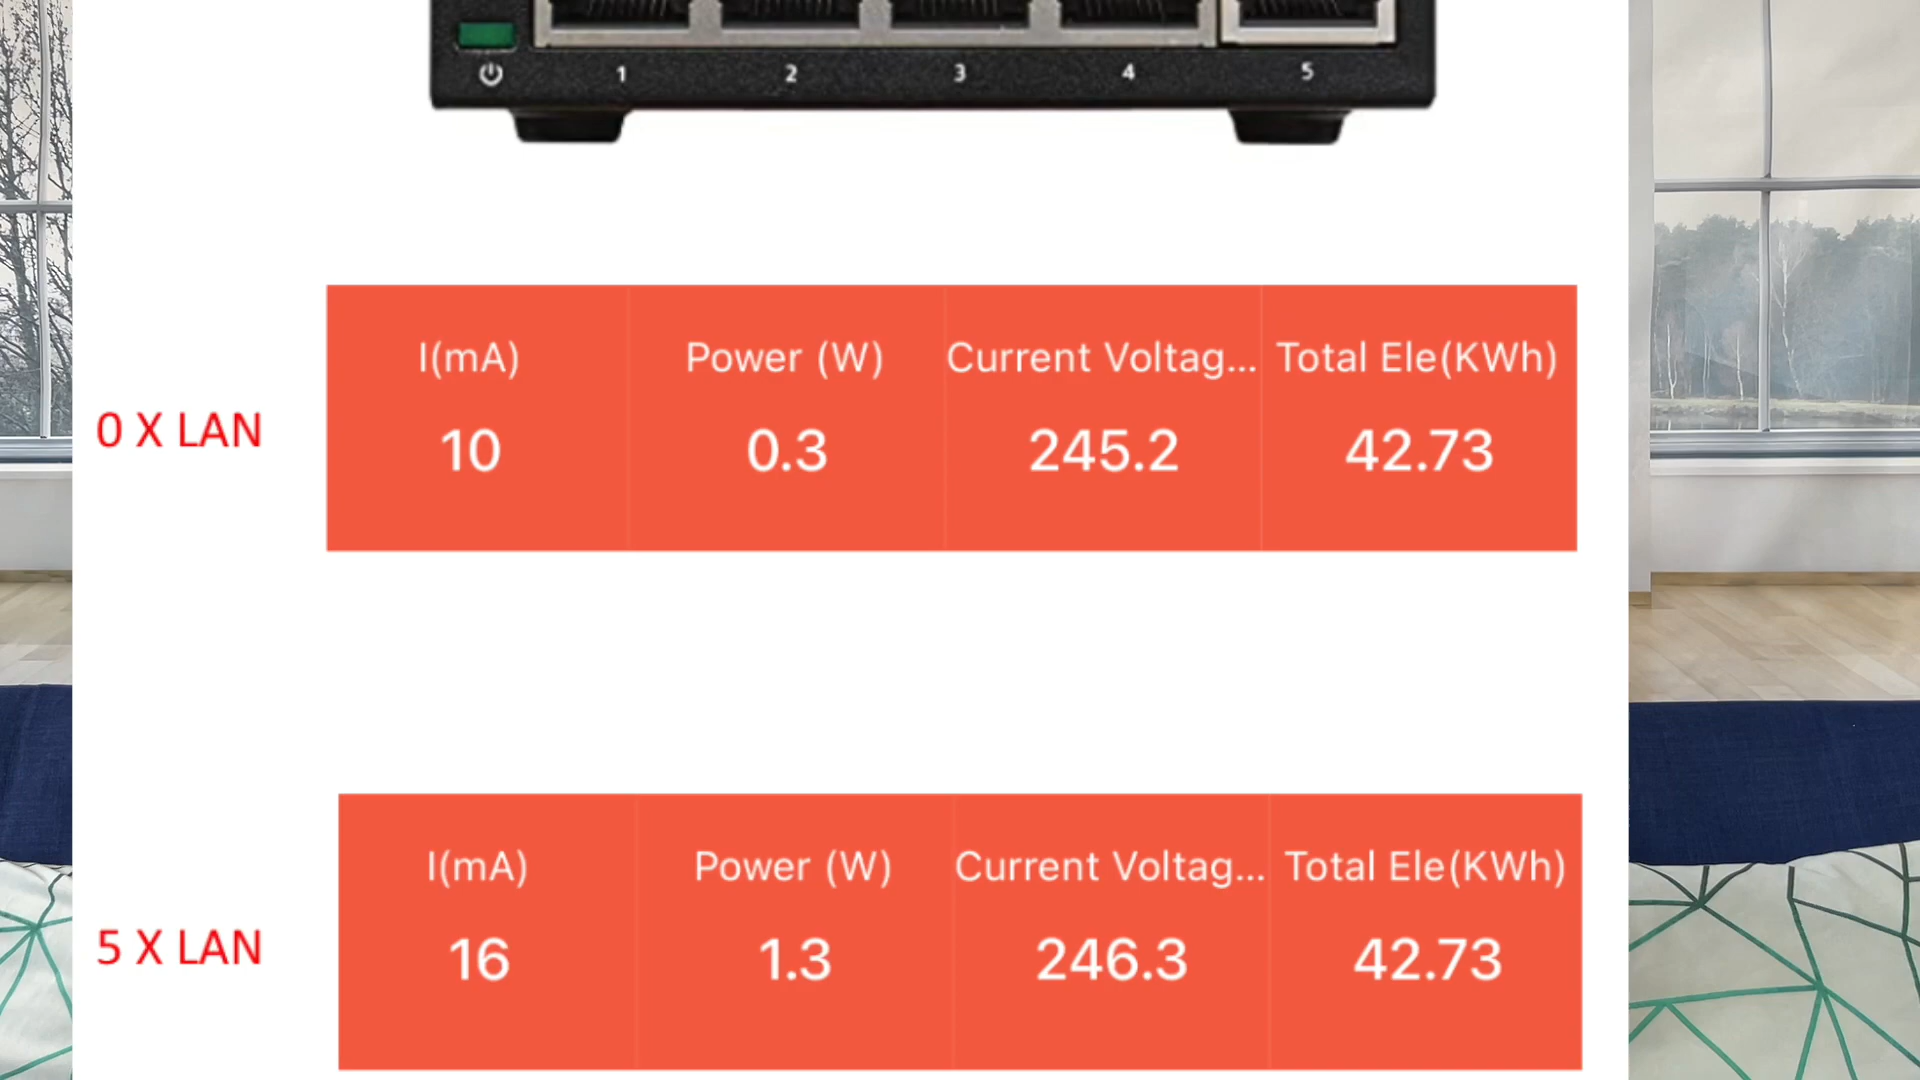 1 2 3 4 5
I(mA) Power (W) Current Voltag... Total Ele(KWh)
0 X LAN
10 0.3 245.2 42.73
I(mA) Power (W) Current Voltag... Total Ele(KWh)
5 X LAN
16 1.3 246.3 42.73